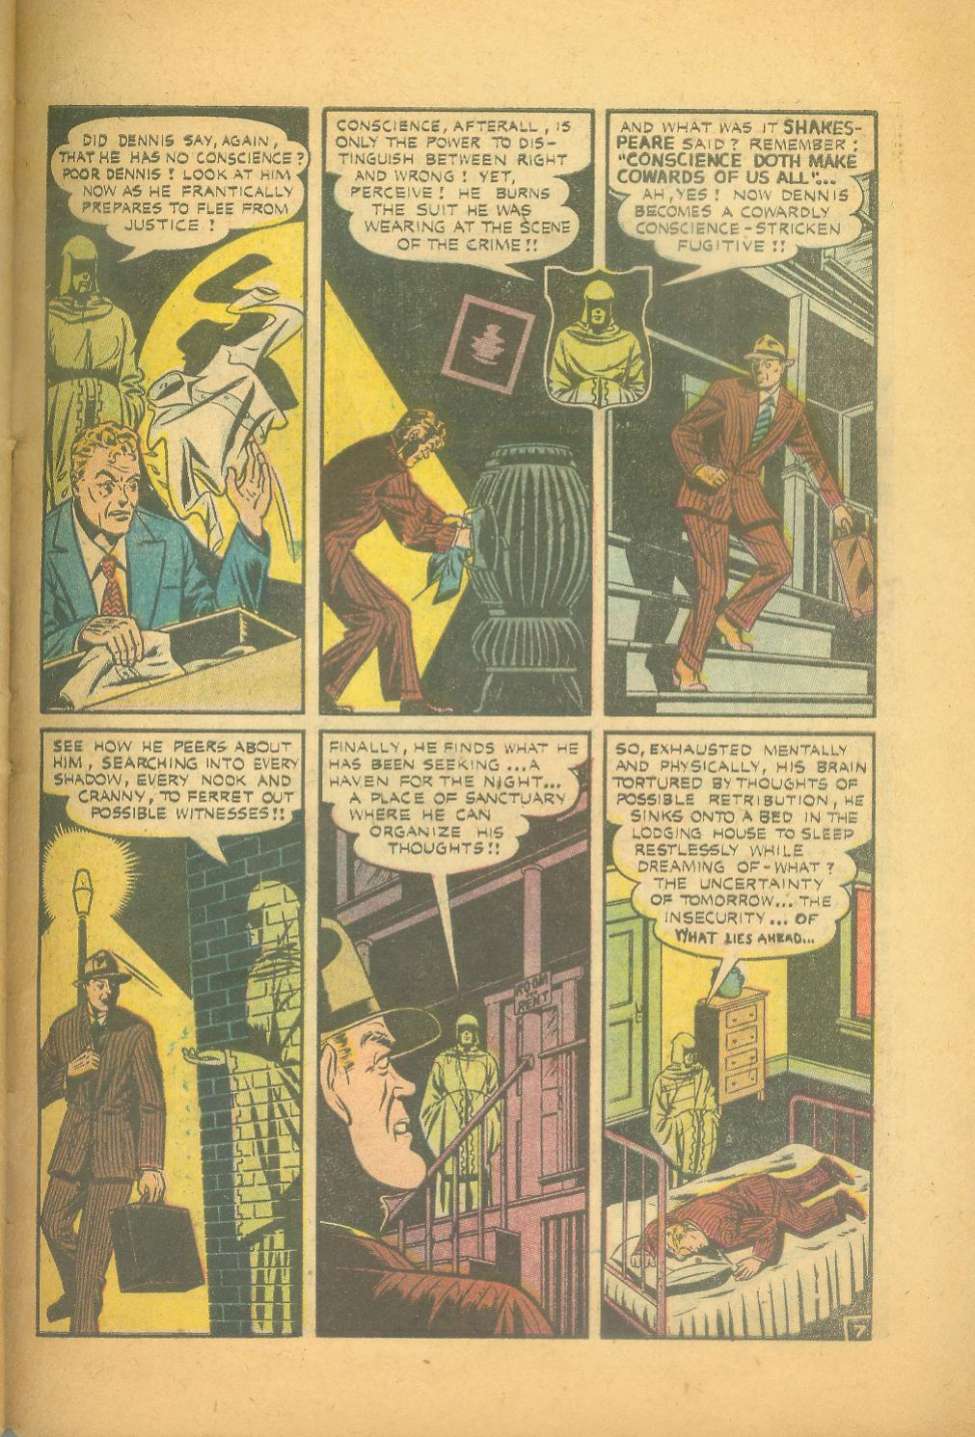 DID DENNIS SAY, AGAIN,
THAT HE HAS NO CONSCIENCE?
POOR DENNIS! LOOK AT HIM
NOW AS HE FRANTICALLY
PREPARES TO FLEE FROM
JUSTICE!
CONSCIENCE, AFTERALL, IS
ONLY THE POWER TO DIS-
TINGUISH BETWEEN RIGHT
AND WRONG! YET,
PERCEIVE! HE BURNS
THE SUIT HE WAS
WEARING AT THE SCENE
OF THE CRIME!!
AND WHAT WAS IT SHAKES-
PEARE SAID? REMEMBER:
"CONSCIENCE DOTH MAKE
COWARDS OF US ALL"...
AH, YES! NOW DENNIS
BECOMES A COWARDLY
CONSCIENCE-STRICKEN
FUGITIVE!!
SEE HOW HE PEERS ABOUT
HIM, SEARCHING INTO EVERY
SHADOW, EVERY NOOK AND
CRANNY, TO FERRET OUT
POSSIBLE WITNESSES!!
FINALLY, HE FINDS WHAT HE
HAS BEEN SEEKING...A
HAVEN FOR THE NIGHT...
A PLACE OF SANCTUARY
WHERE HE CAN
ORGANIZE HIS
THOUGHTS!!
ROOM
RENT
SO, EXHAUSTED MENTALLY
AND PHYSICALLY, HIS BRAIN
TORTURED BY THOUGHTS OF
POSSIBLE RETRIBUTION, HE
SINKS ONTO A BED IN THE
LODGING HOUSE TO SLEEP
RESTLESSLY WHILE
DREAMING OF-WHAT?
THE UNCERTAINTY
OF TOMORROW... THE
INSECURITY... OF
WHAT LIES AHEAD...
7